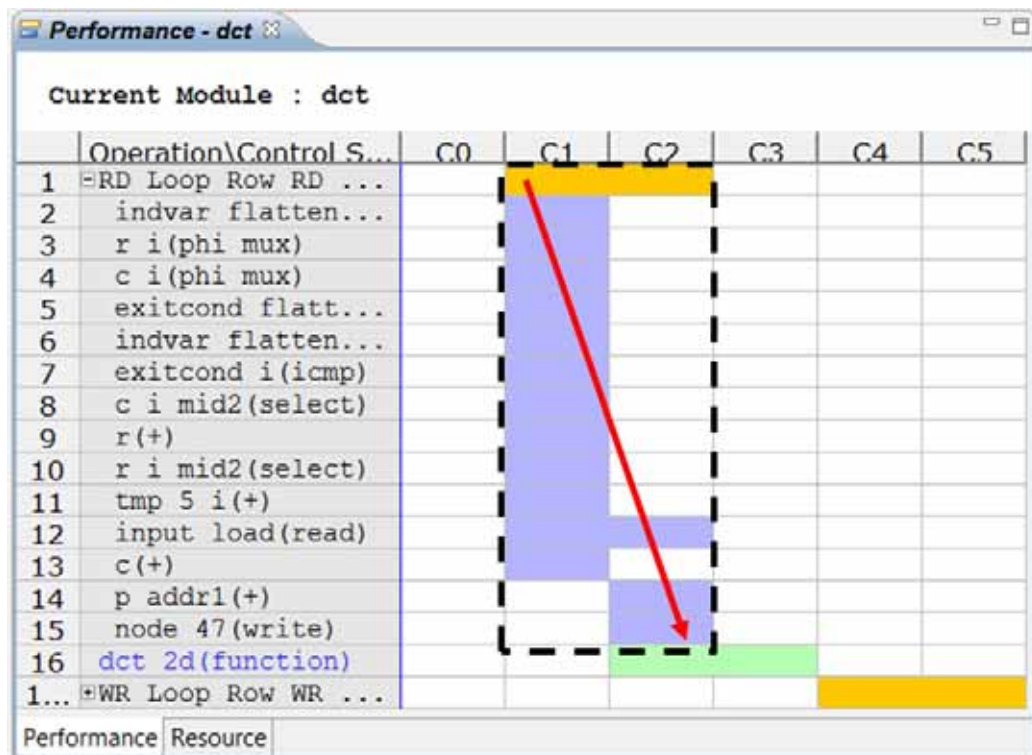 Performance - dct
Current Module : dct
Operation\Control S... C0 C1 C2 C3 C4 C5
1 RD Loop Row RD ...
2 indvar flatten...
3 r i(phi mux)
4 c i(phi mux)
5 exitcond flatt...
6 indvar flatten...
7 exitcond i(icmp)
8 c i mid2(select)
9 r(+)
10 r i mid2(select)
11 tmp 5 i(+)
12 input load(read)
13 c(+)
14 p addr1(+)
15 node 47(write)
16 dct 2d(function)
1... WR Loop Row WR ...
Performance Resource